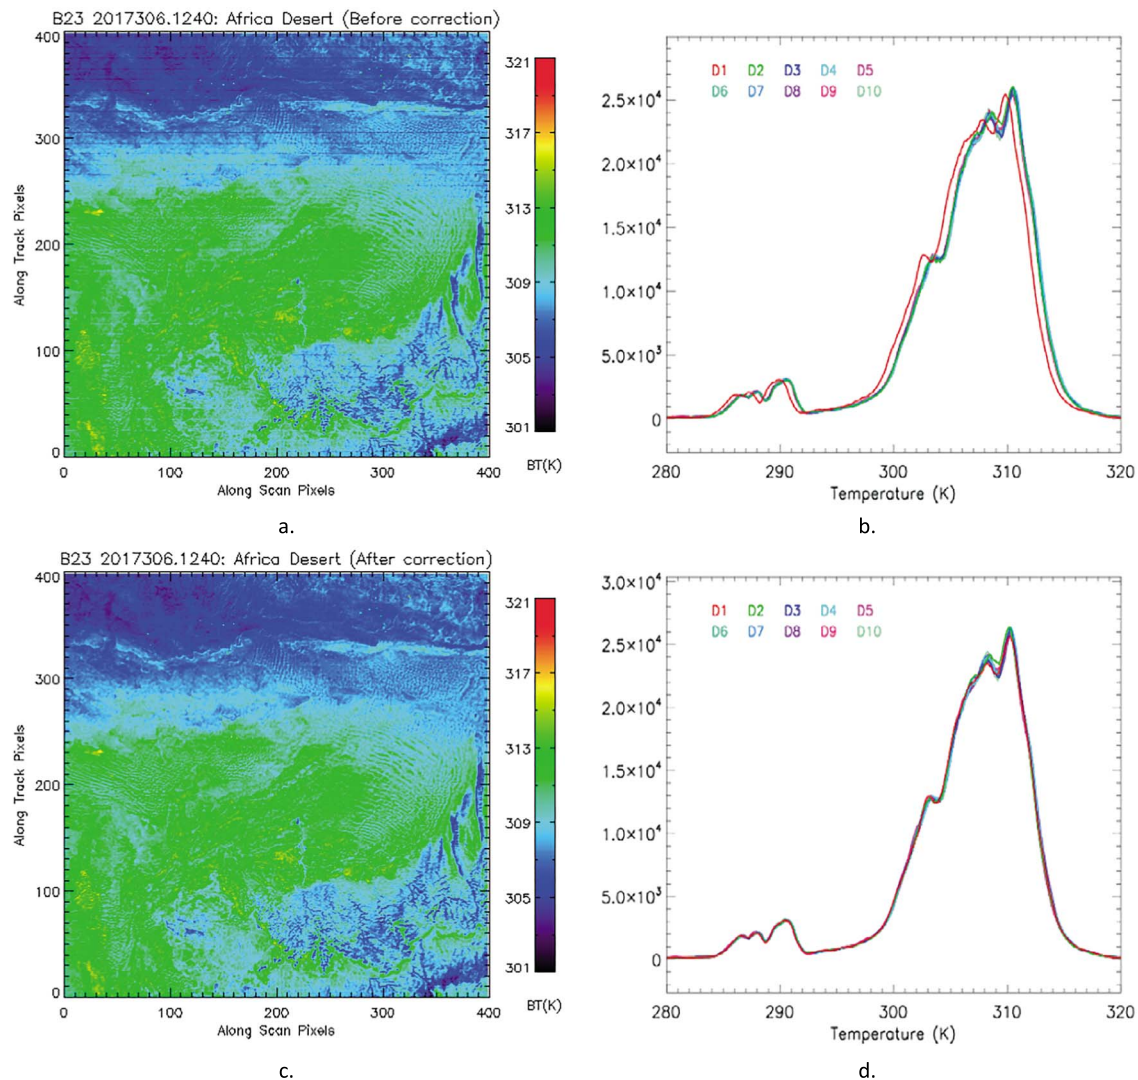 B23 2017306.1240: Africa Desert (Before correction)
400
300
200
100
0
Along Track Pixels
0 100 200 300 400
Along Scan Pixels
321
317
313
309
305
301
BT(K)
a.
D1 D2 D3 D4 D5
D6 D7 D8 D9 D10
2.5×10⁴
2.0×10⁴
1.5×10⁴
1.0×10⁴
5.0×10³
0
280 290 300 310 320
Temperature (K)
b.
B23 2017306.1240: Africa Desert (After correction)
400
300
200
100
0
Along Track Pixels
0 100 200 300 400
Along Scan Pixels
321
317
313
309
305
301
BT(K)
c.
3.0×10⁴
D1 D2 D3 D4 D5
D6 D7 D8 D9 D10
2.5×10⁴
2.0×10⁴
1.5×10⁴
1.0×10⁴
5.0×10³
0
280 290 300 310 320
Temperature (K)
d.